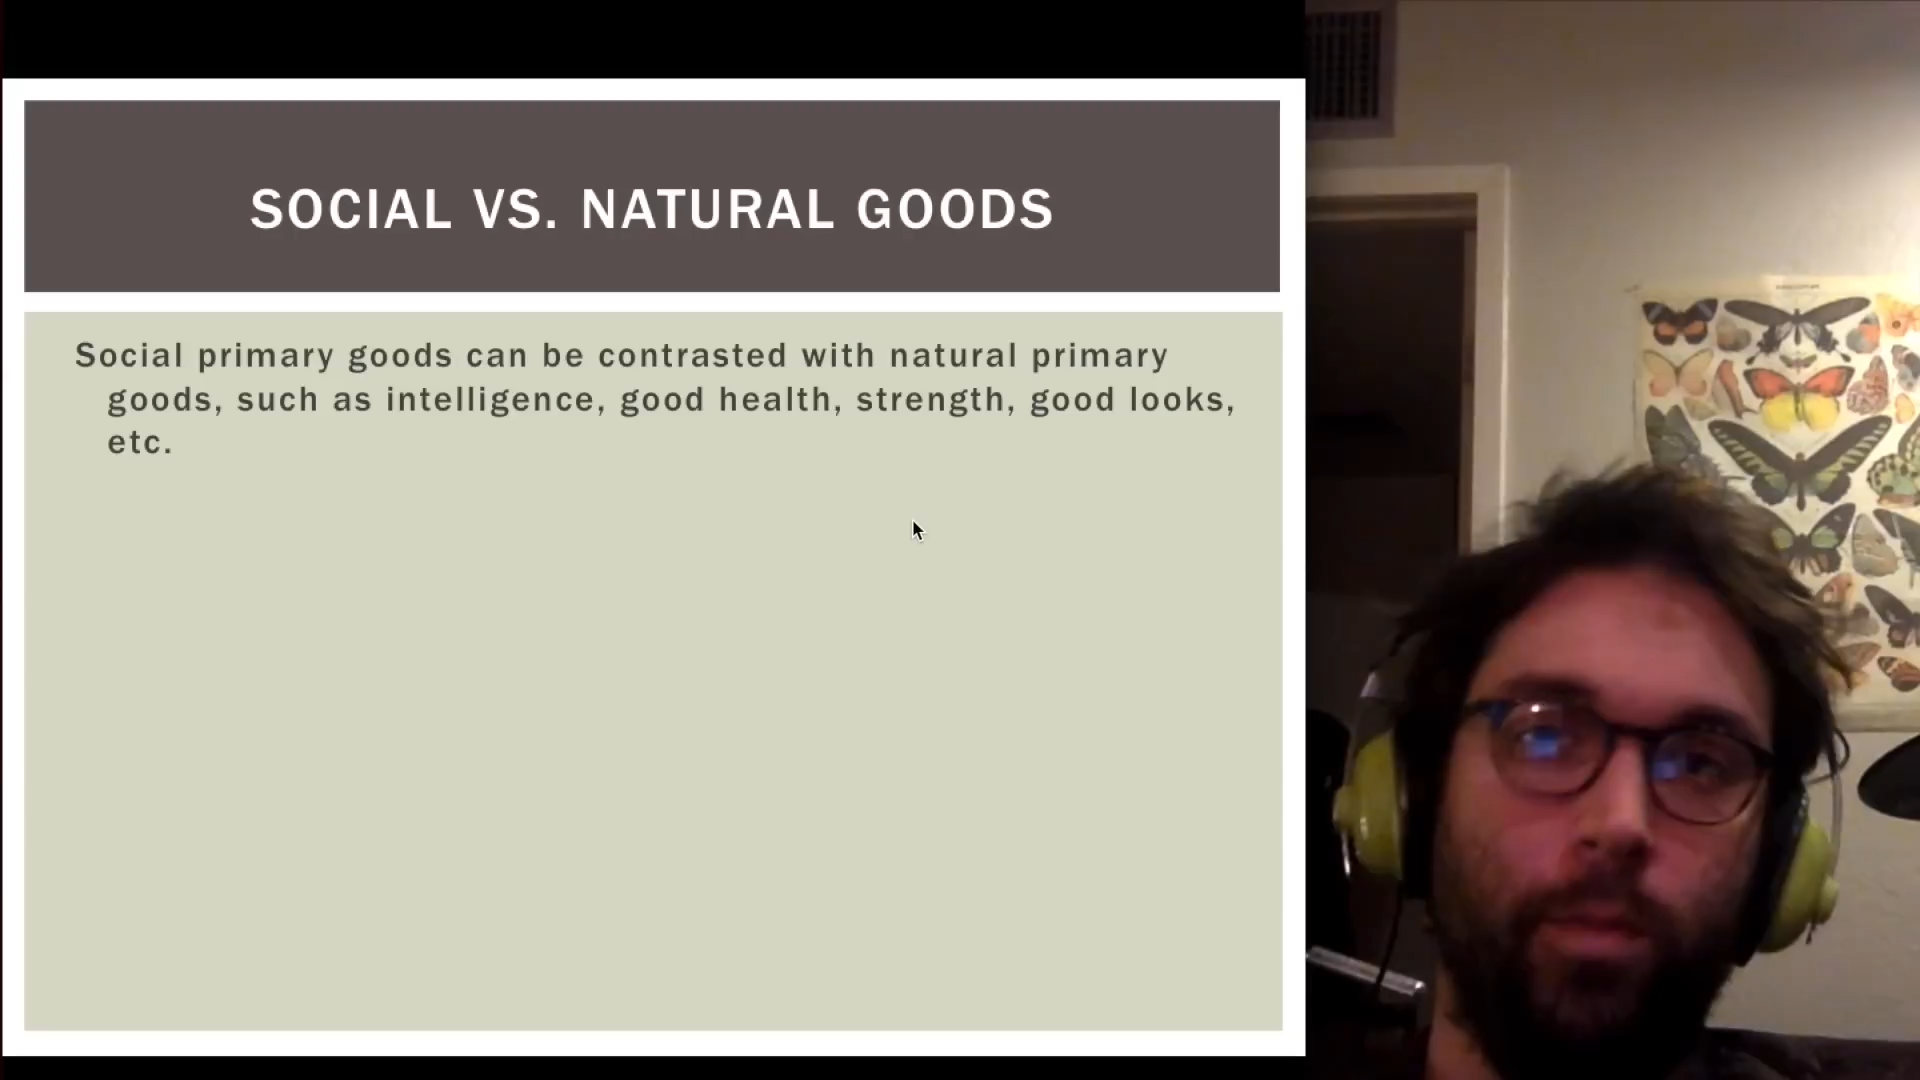 SOCIAL VS. NATURAL GOODS
Social primary goods can be contrasted with natural primary
goods, such as intelligence, good health, strength, good looks,
etc.